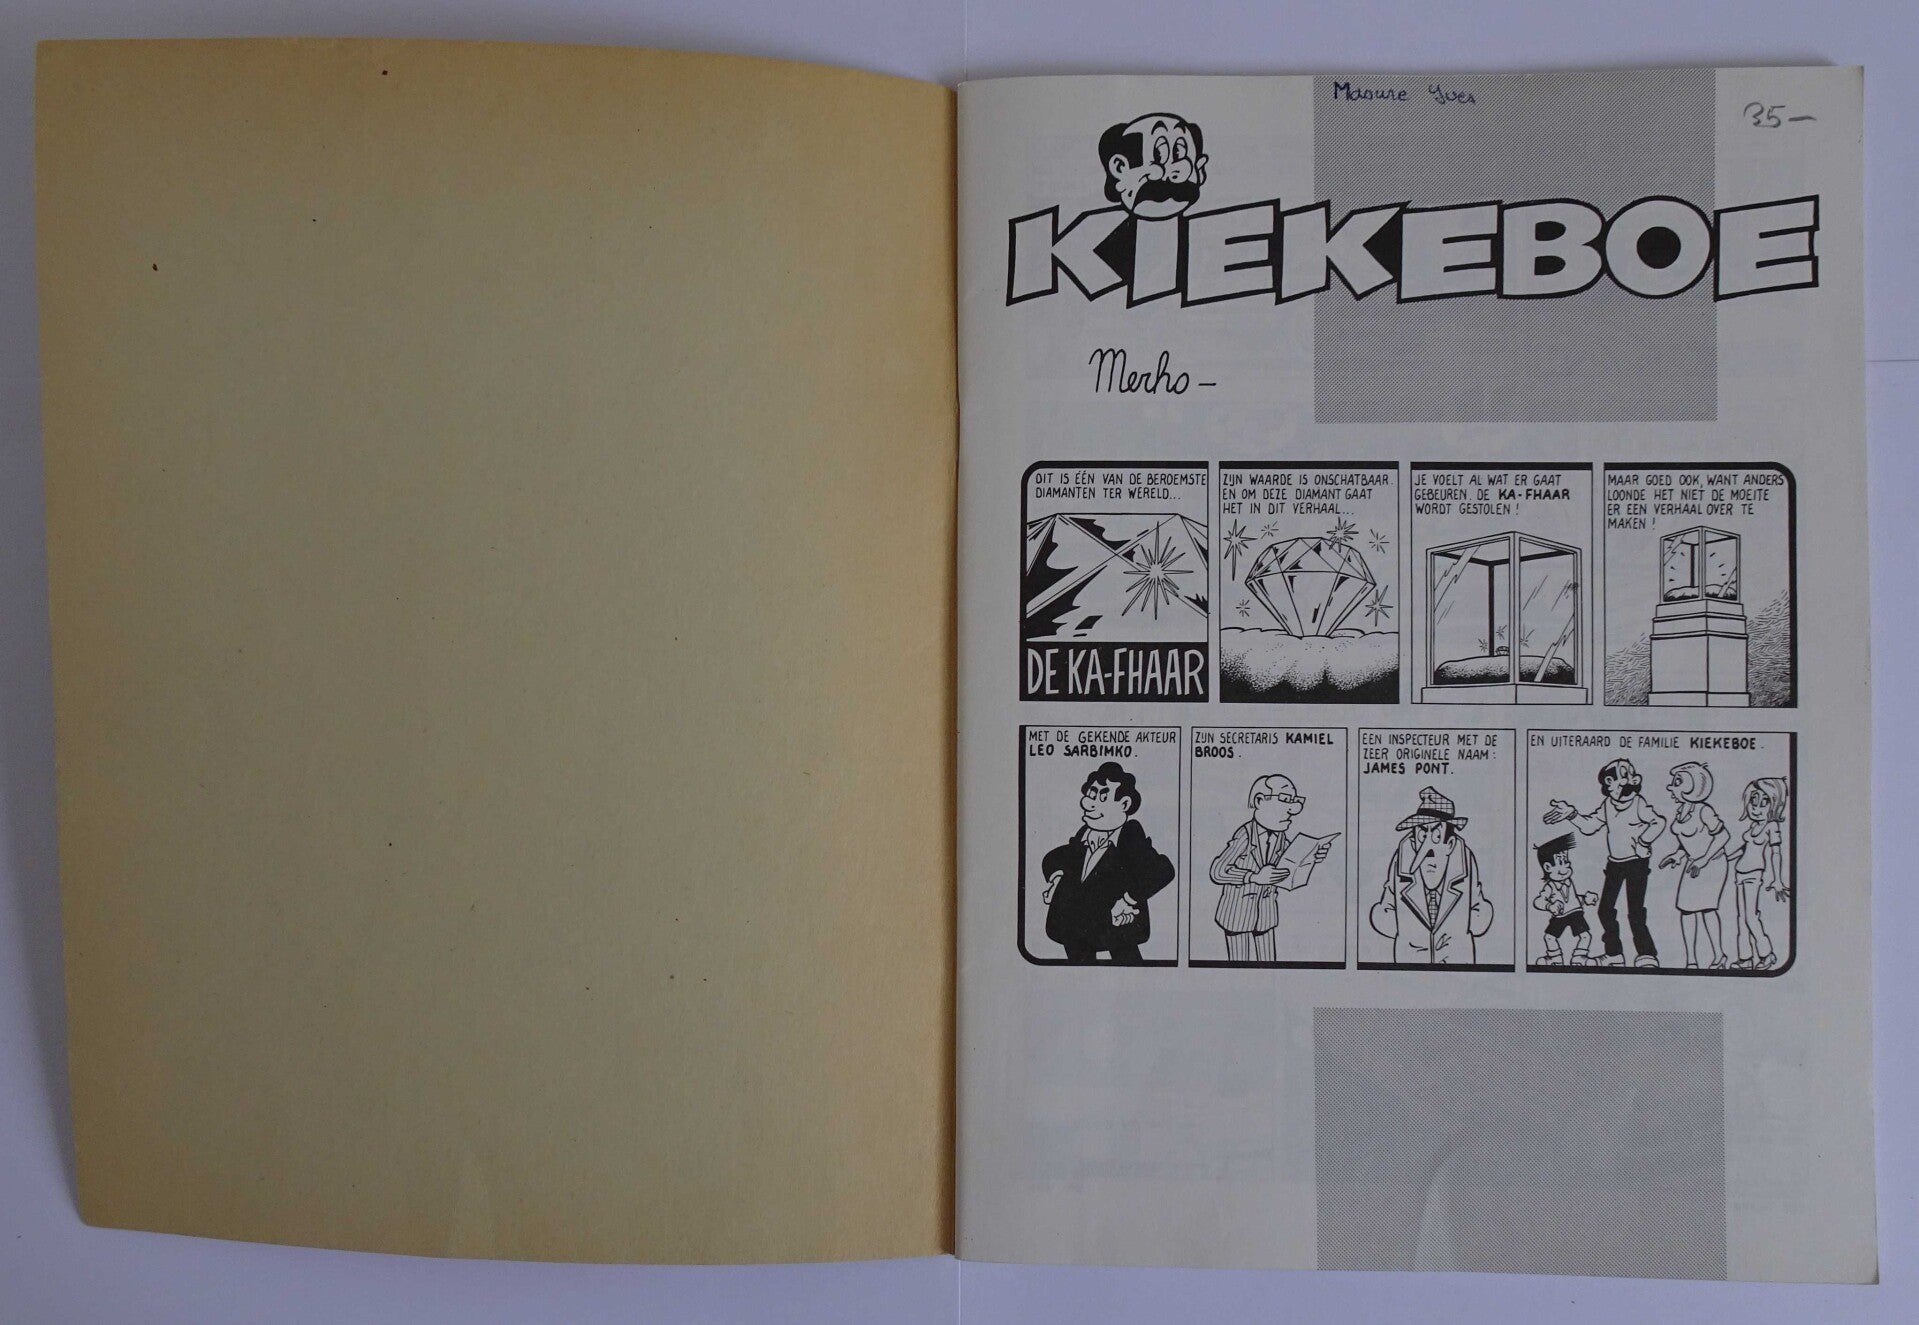 35-
KIEKEBOE
Merho-
DIT IS ÉÉN VAN DE BEROEMSTE
DIAMANTEN TER WERELD...
DE KA-FHAAR
ZIJN WAARDE IS ONSCHATBAAR.
EN OM DEZE DIAMANT GAAT
HET IN DIT VERHAAL...
JE VOELT AL WAT ER GAAT
GEBEUREN. DE KA-FHAAR
WORDT GESTOLEN!
MAAR GOED OOK, WANT ANDERS
LOONDE HET NIET DE MOEITE
ER EEN VERHAAL OVER TE
MAKEN!
MET DE GEKENDE AKTEUR
LEO SARBIMKO.
ZIJN SECRETARIS KAMIEL
BROOS.
EEN INSPECTEUR MET DE
ZEER ORIGINELE NAAM:
JAMES PONT.
EN UITERAARD DE FAMILIE KIEKEBOE.